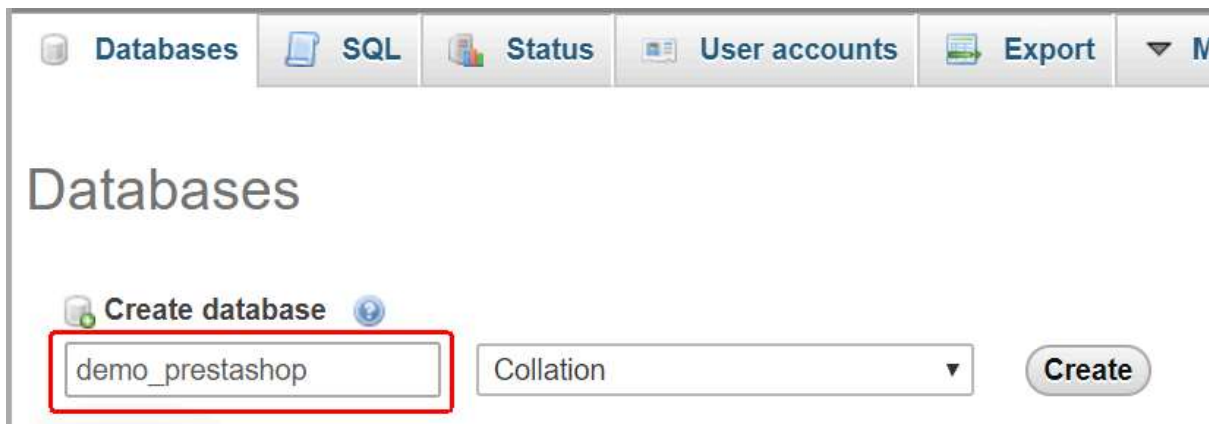 Databases SQL Status User accounts Export
Databases
Create database
demo_prestashop Collation Create